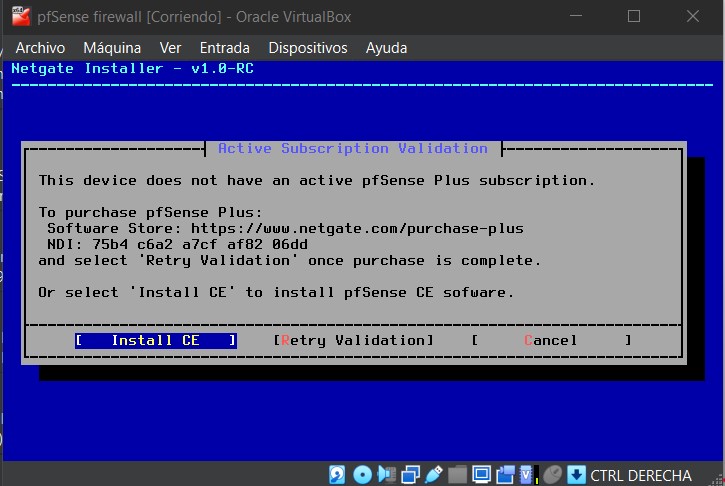 pfSense firewall [Corriendo] - Oracle VirtualBox
Archivo Máquina Ver Entrada Dispositivos Ayuda
Netgate Installer - v1.0-RC
Active Subscription Validation
This device does not have an active pfSense Plus subscription.
To purchase pfSense Plus:
Software Store: https://www.netgate.com/purchase-plus
NDI: 75b4 c6a2 a7cf af82 06dd
and select 'Retry Validation' once purchase is complete.
Or select 'Install CE' to install pfSense CE sofware.
[ Install CE ] [Retry Validation] [ Cancel ]
CTRL DERECHA